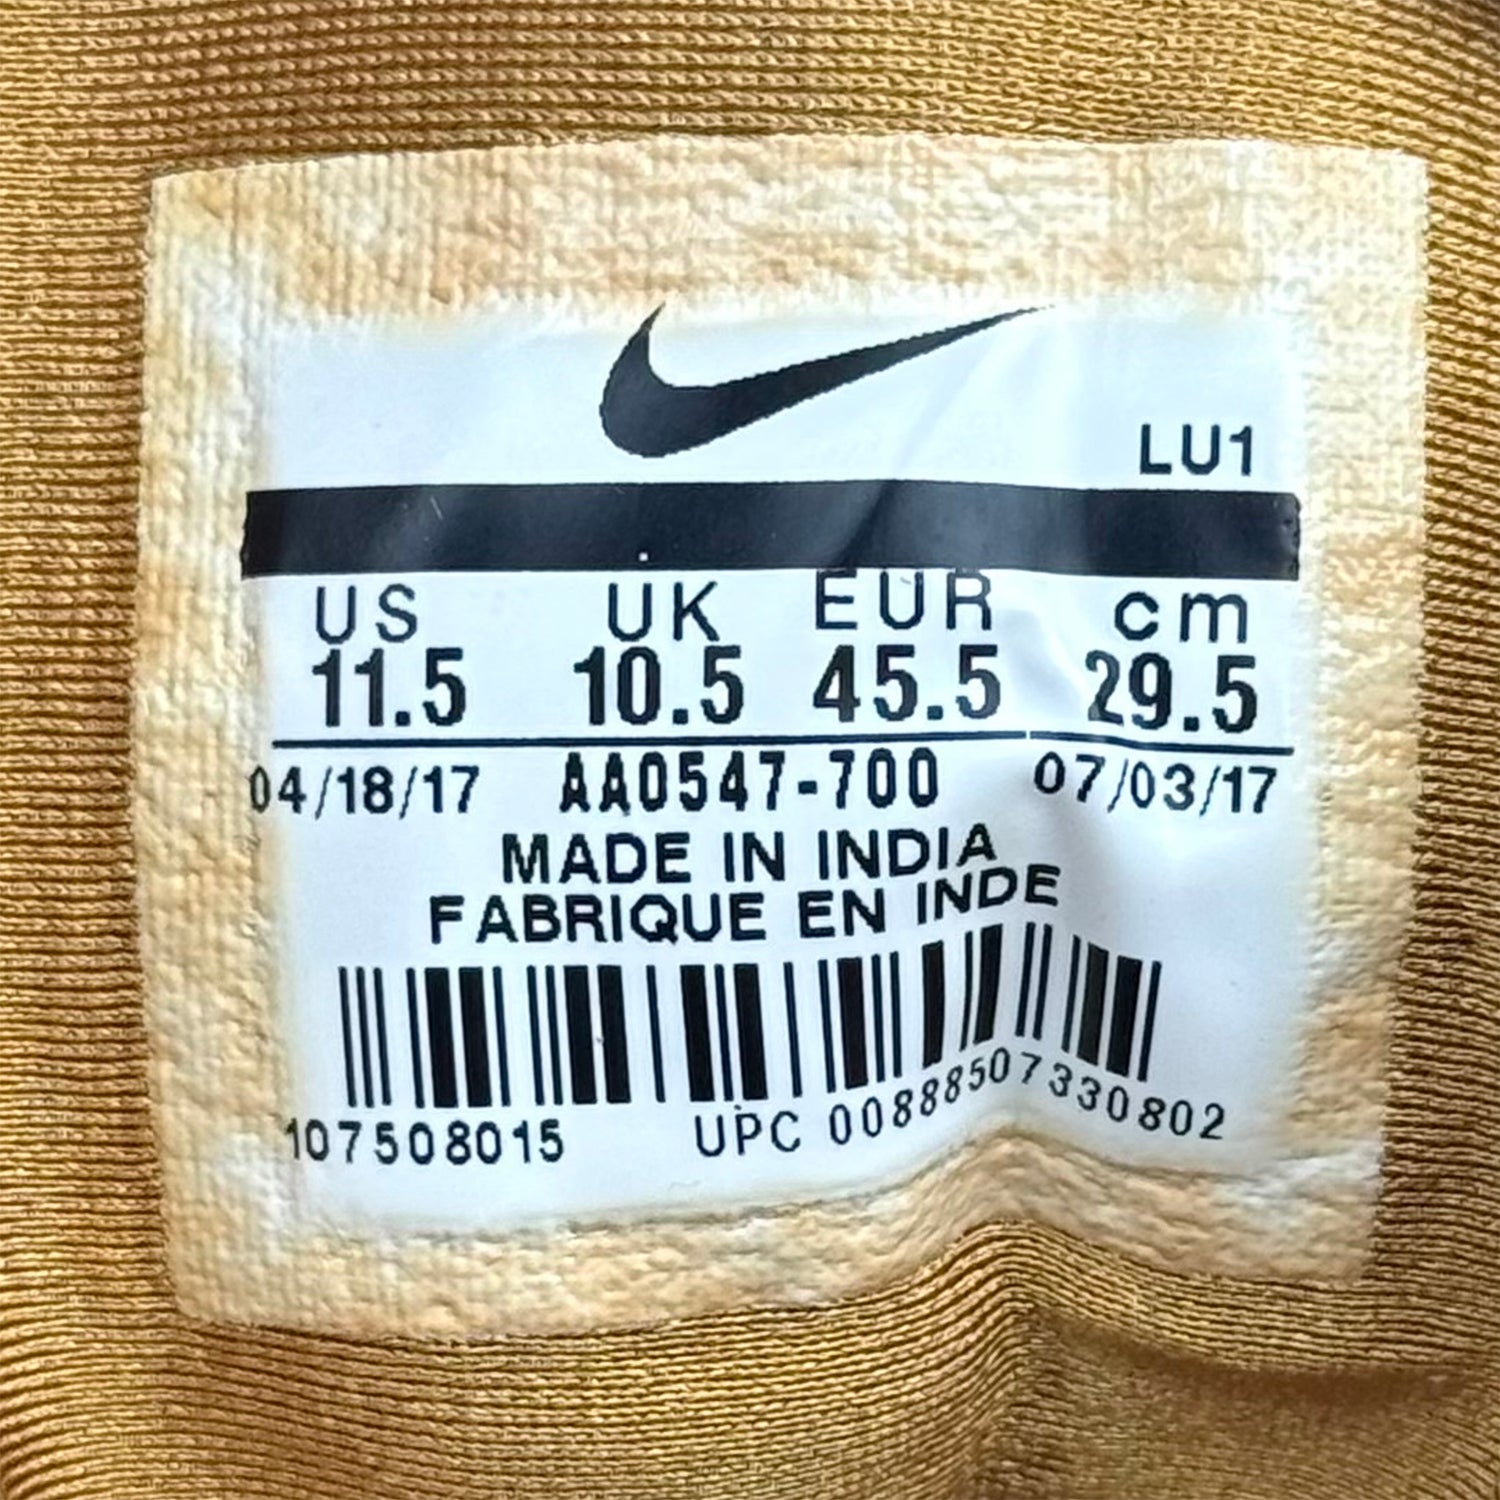 LU1
US UK EUR cm
11.5 10.5 45.5 29.5
04/18/17 AA0547-700 07/03/17
MADE IN INDIA
FABRIQUE EN INDE
107508015 UPC 00888507330802